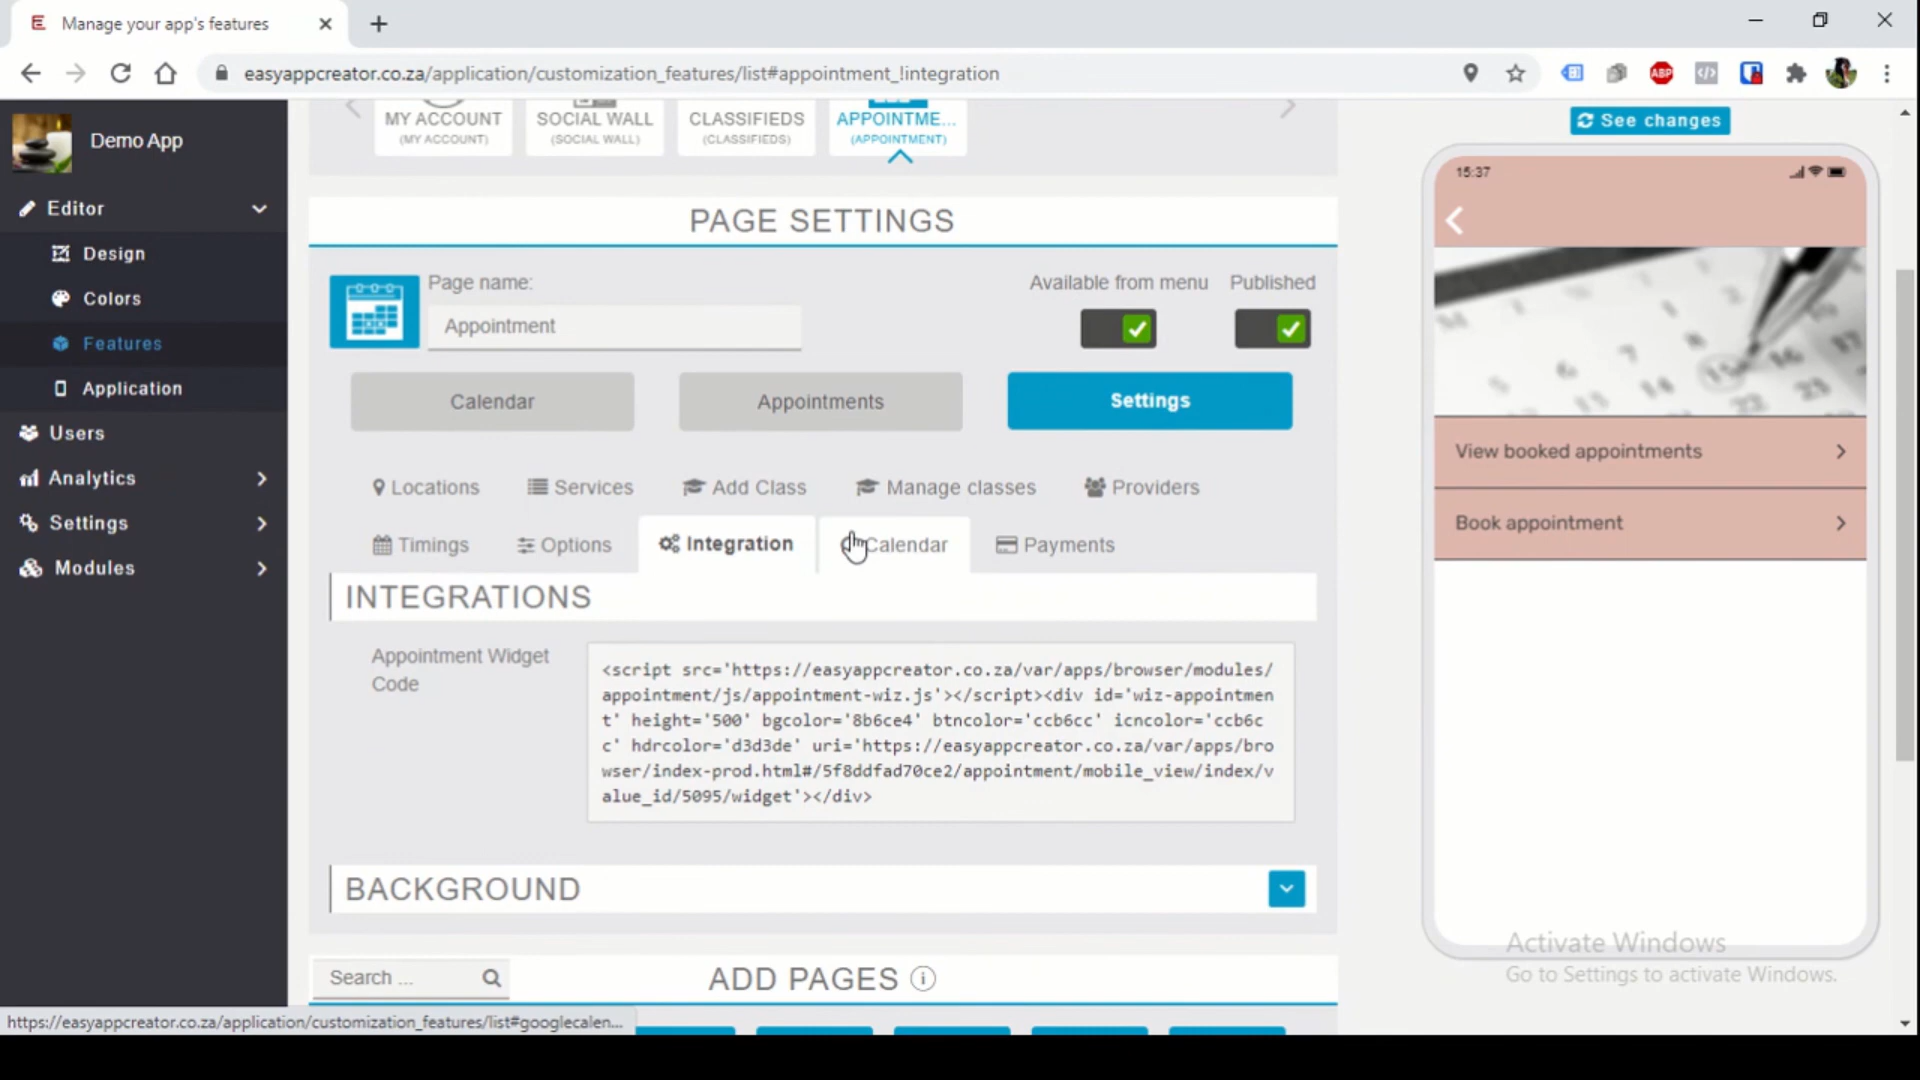 Manage your app's features
easyappcreator.co.za/application/customization_features/list#appointment_!integration
ABP
Demo App
Editor
Design
Colors
Features
Application
Users
Analytics
Settings
Modules
MY ACCOUNT
(MY ACCOUNT)
SOCIAL WALL
(SOCIAL WALL)
CLASSIFIEDS
(CLASSIFIEDS)
APPOINTME...
(APPOINTMENT)
PAGE SETTINGS
Page name:
Appointment
Available from menu
Published
Calendar
Appointments
Settings
Locations
Services
Add Class
Manage classes
Providers
Timings
Options
Integration
Calendar
Payments
INTEGRATIONS
Appointment Widget
Code
<script src='https://easyappcreator.co.za/var/apps/browser/modules/
appointment/js/appointment-wiz.js'></script><div id='wiz-appointmen
t' height='500' bgcolor='8b6ce4' btncolor='ccb6cc' icncolor='ccb6c
c' hdrcolor='d3d3de' uri='https://easyappcreator.co.za/var/apps/bro
wser/index-prod.html#/5f8ddfad70ce2/appointment/mobile_view/index/v
alue_id/5095/widget'></div>
BACKGROUND
Search ...
ADD PAGES
See changes
15:37
View booked appointments
Book appointment
Activate Windows
Go to Settings to activate Windows.
https://easyappcreator.co.za/application/customization_features/list#googlecalen...